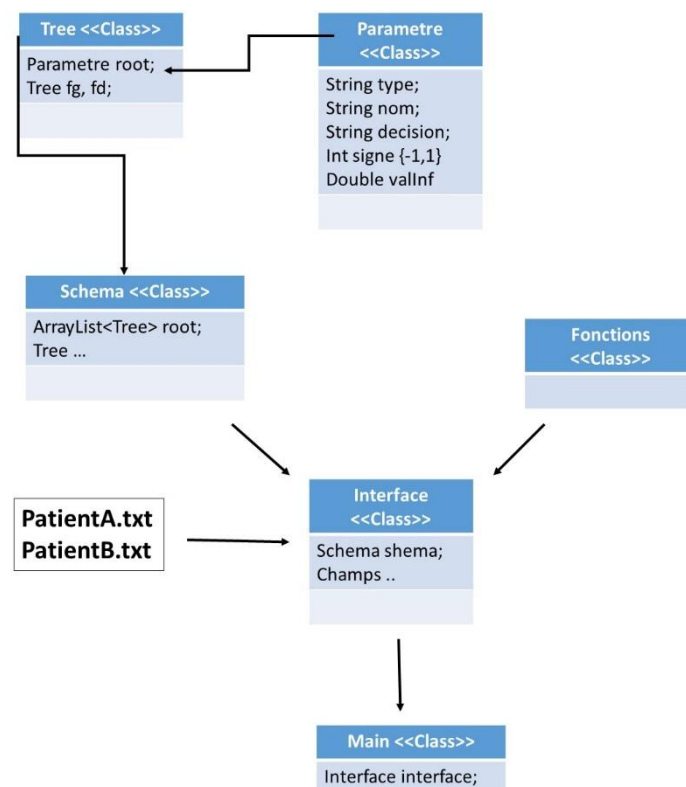 Tree <<Class>>
Parametre root;
Tree fg, fd;
Parametre
<<Class>>
String type;
String nom;
String decision;
Int signe {-1,1}
Double valInf
Schema <<Class>>
ArrayList<Tree> root;
Tree ...
Fonctions
<<Class>>
PatientA.txt
PatientB.txt
Interface
<<Class>>
Schema shema;
Champs ..
Main <<Class>>
Interface interface;